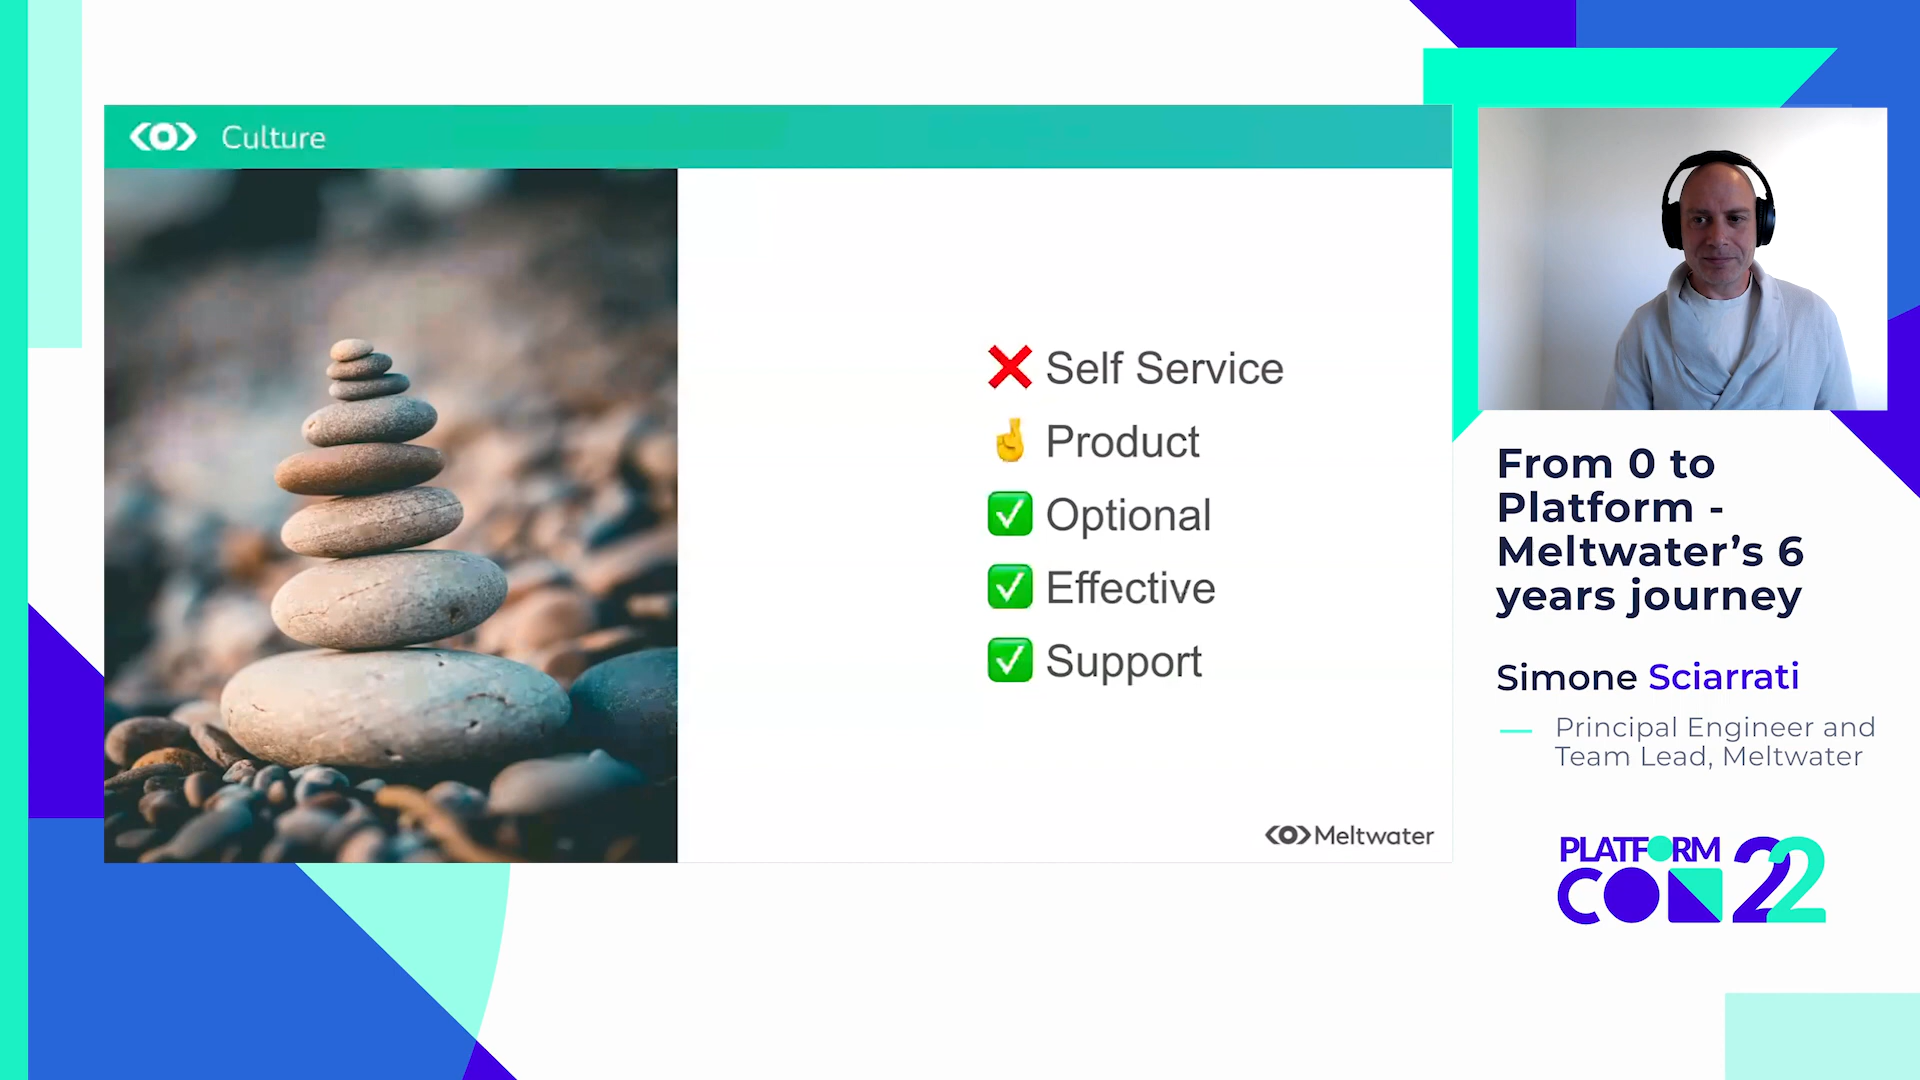 Culture
❌ Self Service
🤞 Product
✅ Optional
✅ Effective
✅ Support
Meltwater
From 0 to
Platform -
Meltwater’s 6
years journey
Simone Sciarrati
Principal Engineer and
Team Lead, Meltwater
PLATFORM
CON 22